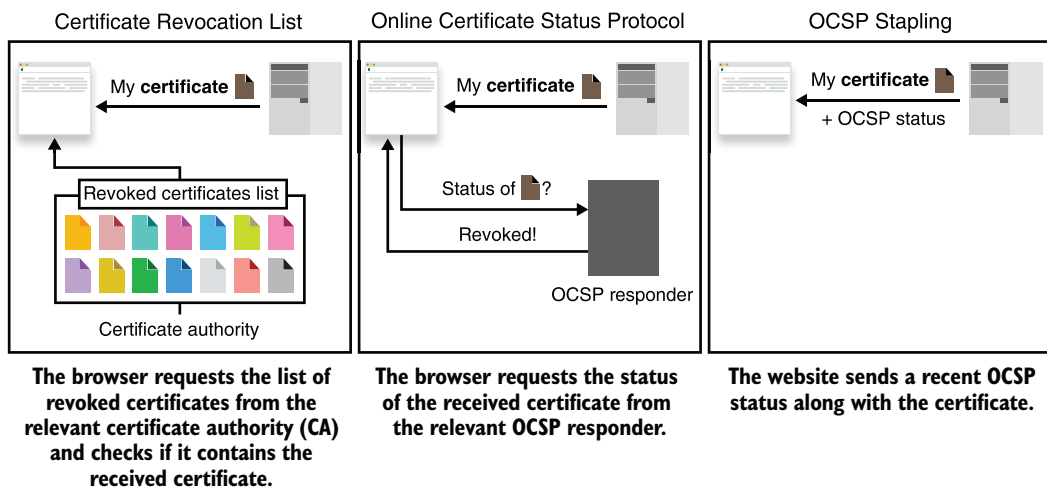 Certificate Revocation List
My certificate
Revoked certificates list
Certificate authority
The browser requests the list of
revoked certificates from the
relevant certificate authority (CA)
and checks if it contains the
received certificate.
Online Certificate Status Protocol
My certificate
Status of ?
Revoked!
OCSP responder
The browser requests the status
of the received certificate from
the relevant OCSP responder.
OCSP Stapling
My certificate
+ OCSP status
The website sends a recent OCSP
status along with the certificate.